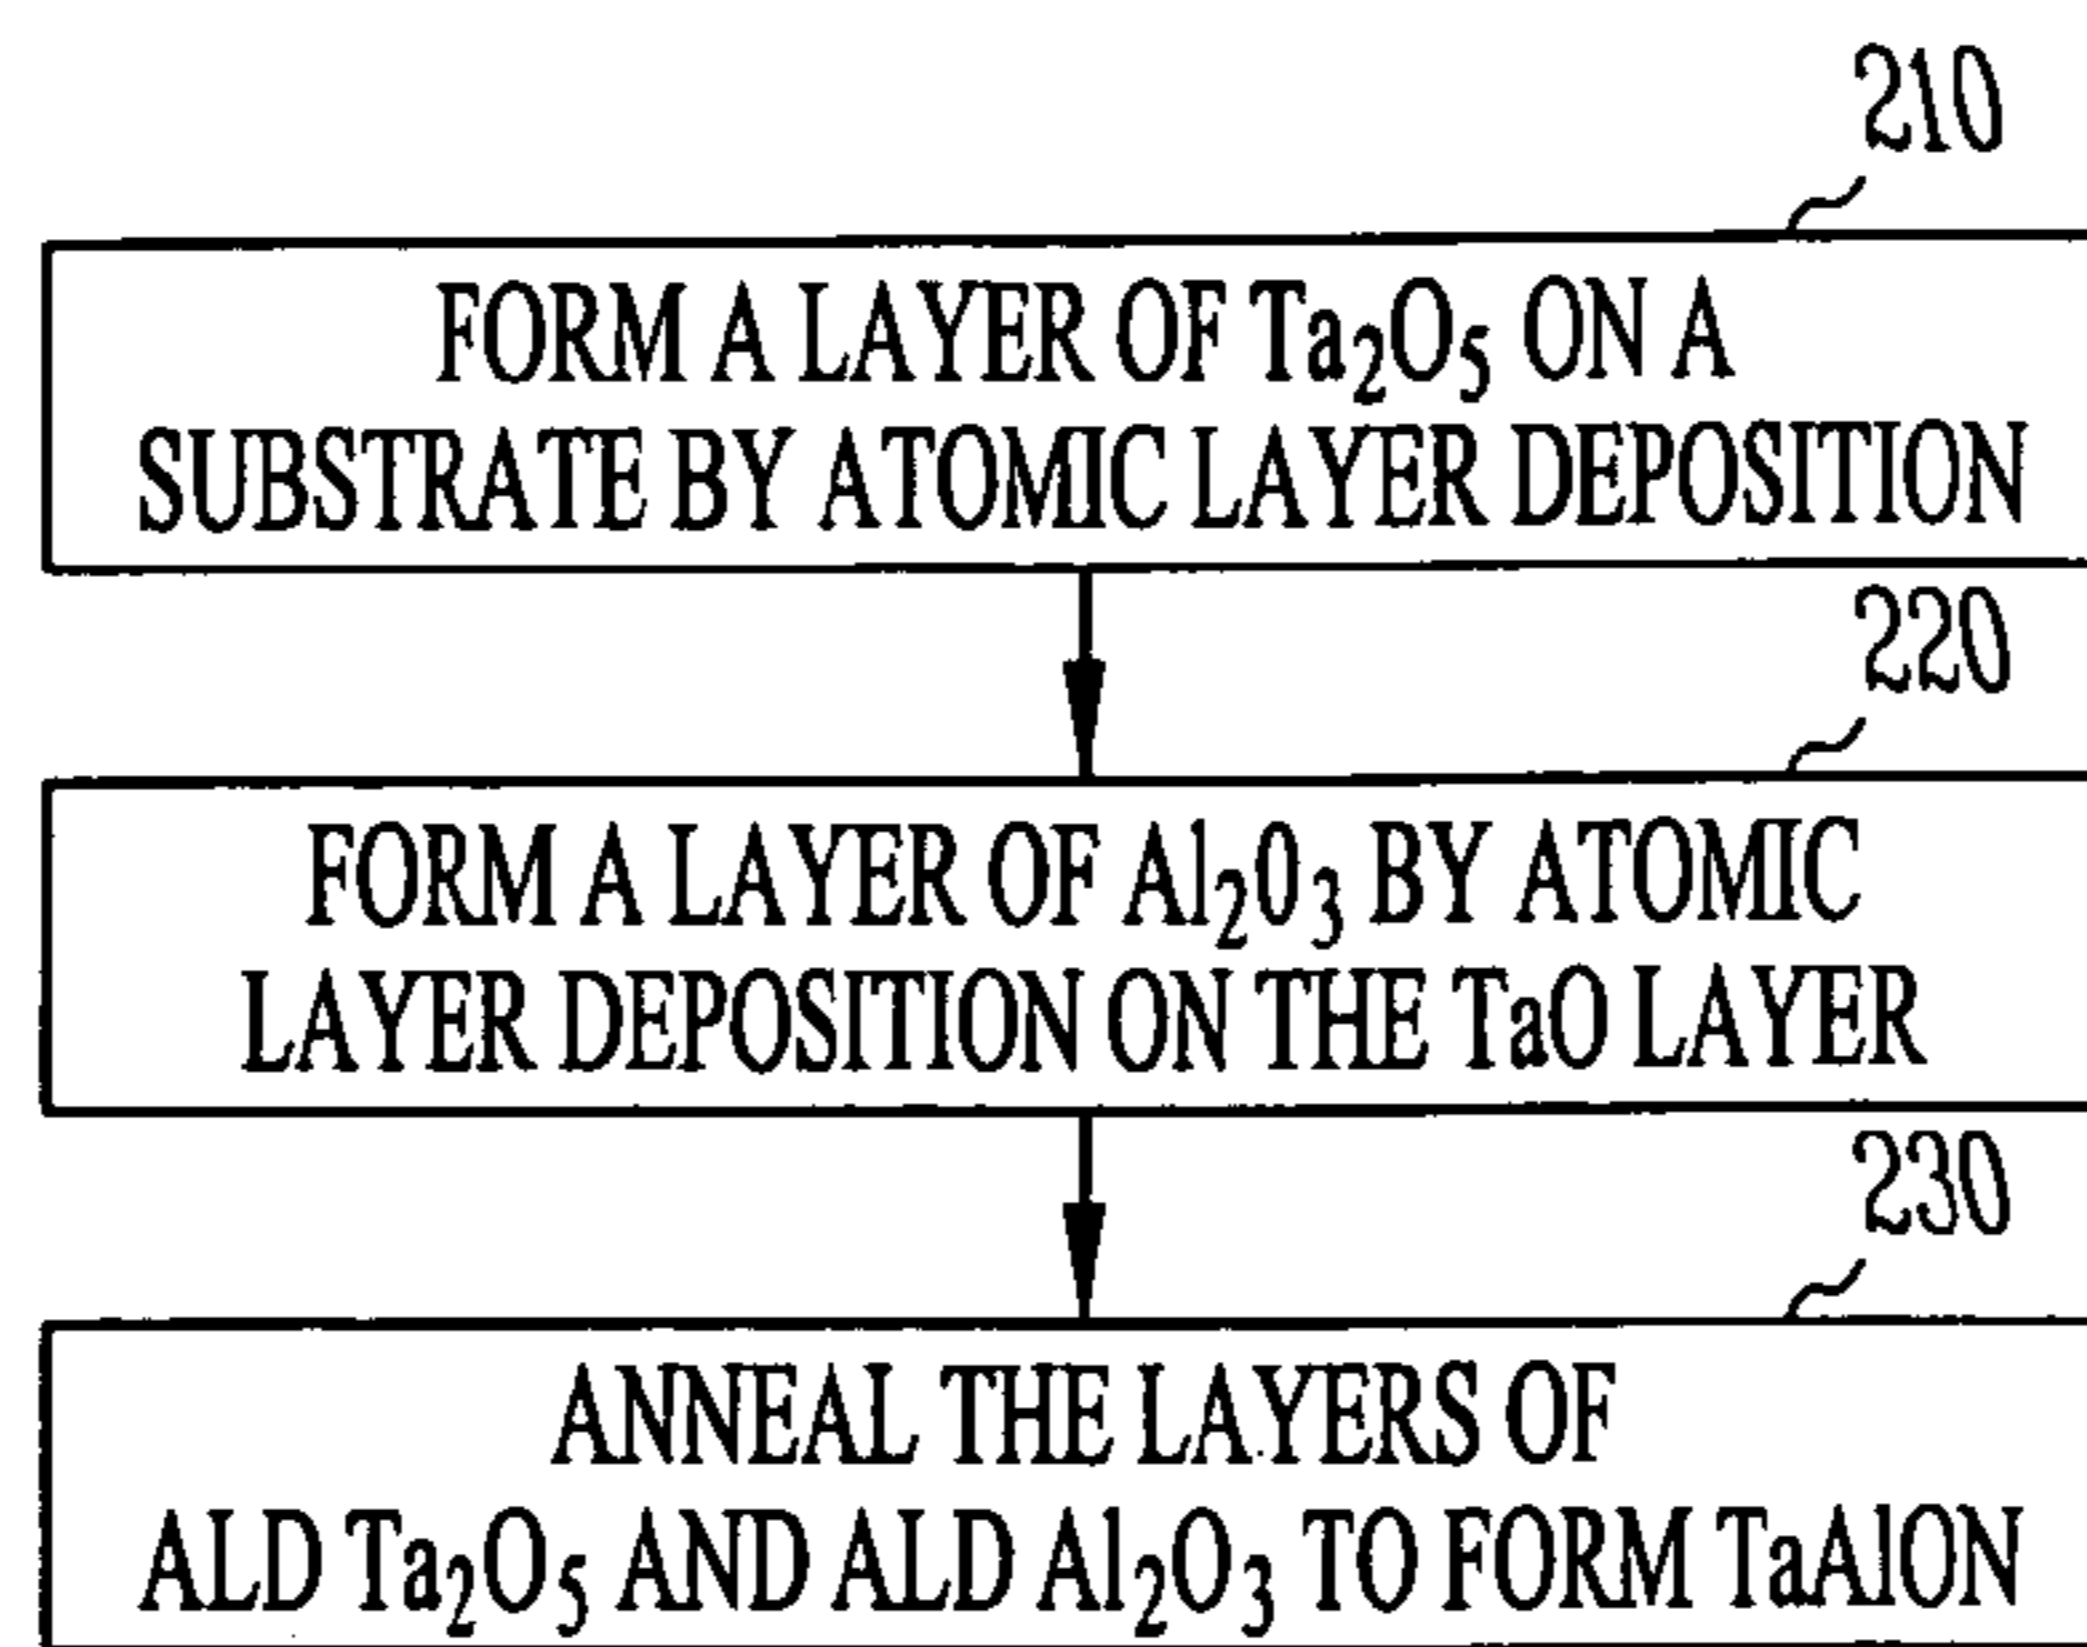 210
FORM A LAYER OF Ta₂O₅ ON A
SUBSTRATE BY ATOMIC LAYER DEPOSITION
220
FORM A LAYER OF Al₂0₃ BY ATOMIC
LAYER DEPOSITION ON THE TaO LAYER
230
ANNEAL THE LAYERS OF
ALD Ta₂O₅ AND ALD Al₂O₃ TO FORM TaAlON